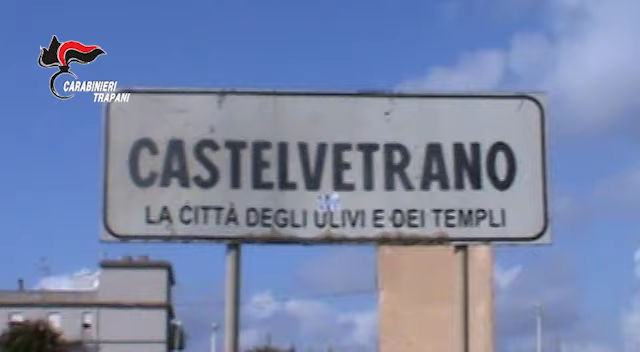 CARABINIERI
TRAPANI
CASTELVETRANO
LA CITTÀ DEGLI ULIVI E DEI TEMPLI